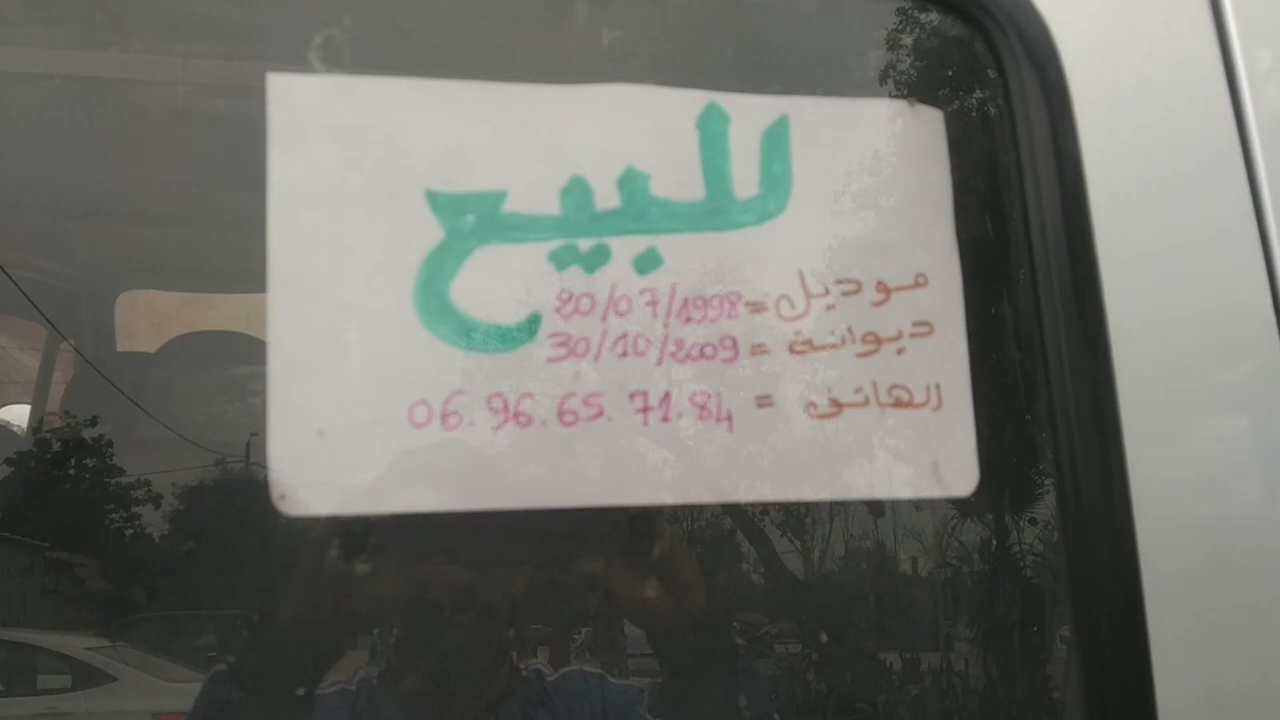 للبيع
موديل = 20/07/1998
ديوانة = 30/10/2009
الهاتف = 06.96.65.71.84